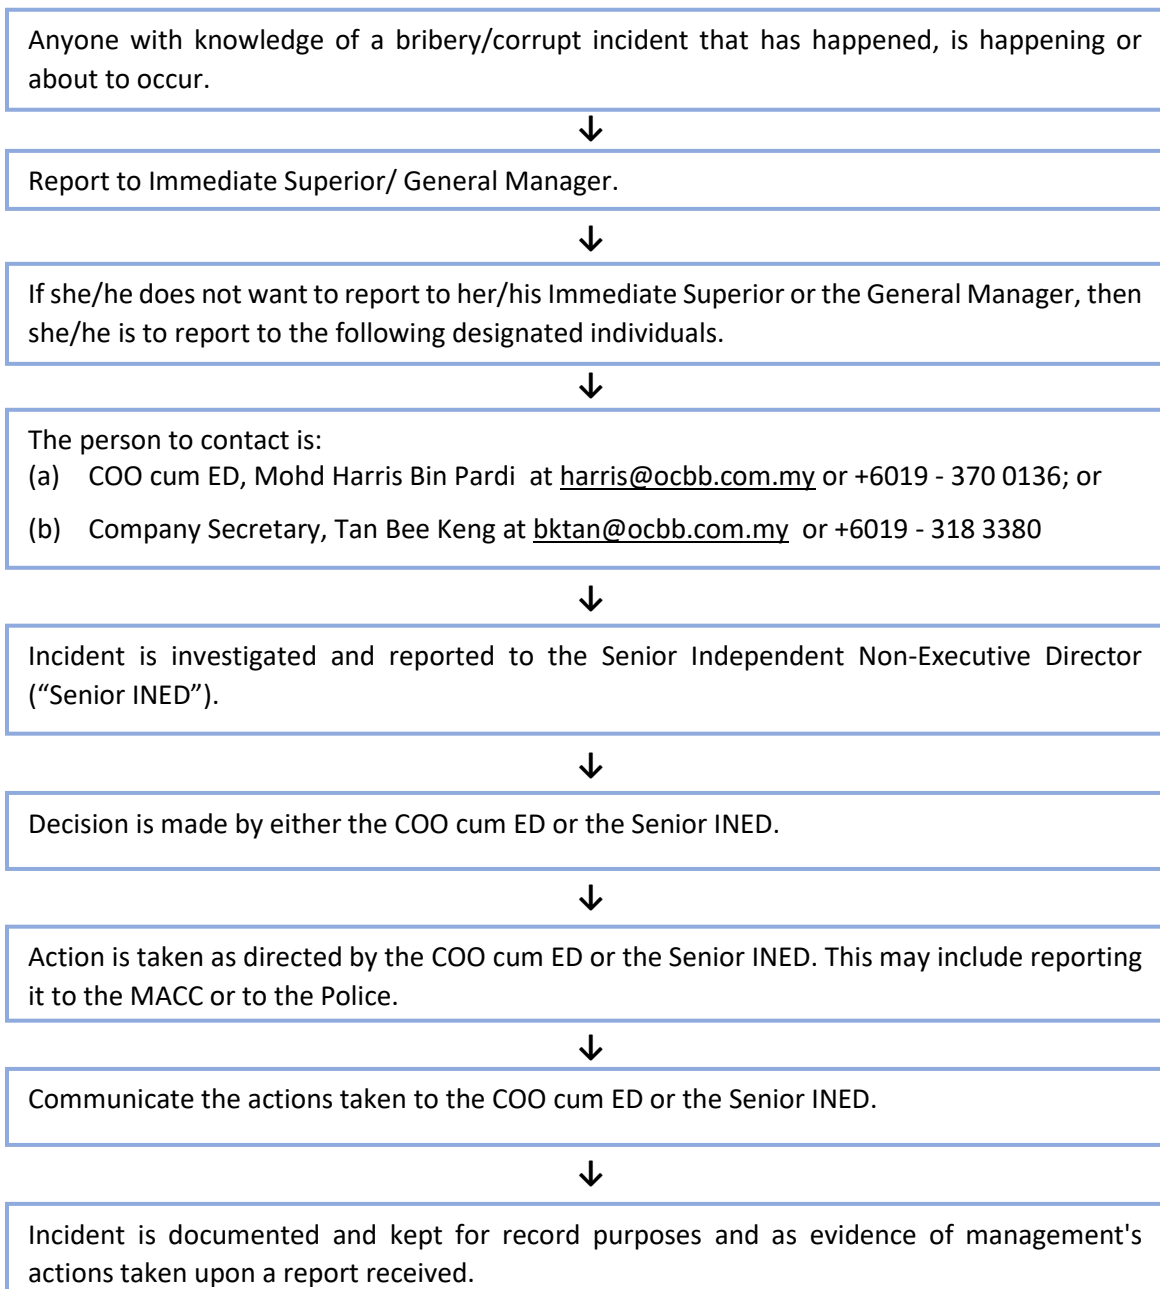 Anyone with knowledge of a bribery/corrupt incident that has happened, is happening or
about to occur.
↓
Report to Immediate Superior/ General Manager.
↓
If she/he does not want to report to her/his Immediate Superior or the General Manager, then
she/he is to report to the following designated individuals.
↓
The person to contact is:
(a) COO cum ED, Mohd Harris Bin Pardi at harris@ocbb.com.my or +6019 - 370 0136; or
(b) Company Secretary, Tan Bee Keng at bktan@ocbb.com.my or +6019 - 318 3380
↓
Incident is investigated and reported to the Senior Independent Non-Executive Director
(“Senior INED”).
↓
Decision is made by either the COO cum ED or the Senior INED.
↓
Action is taken as directed by the COO cum ED or the Senior INED. This may include reporting
it to the MACC or to the Police.
↓
Communicate the actions taken to the COO cum ED or the Senior INED.
↓
Incident is documented and kept for record purposes and as evidence of management's
actions taken upon a report received.